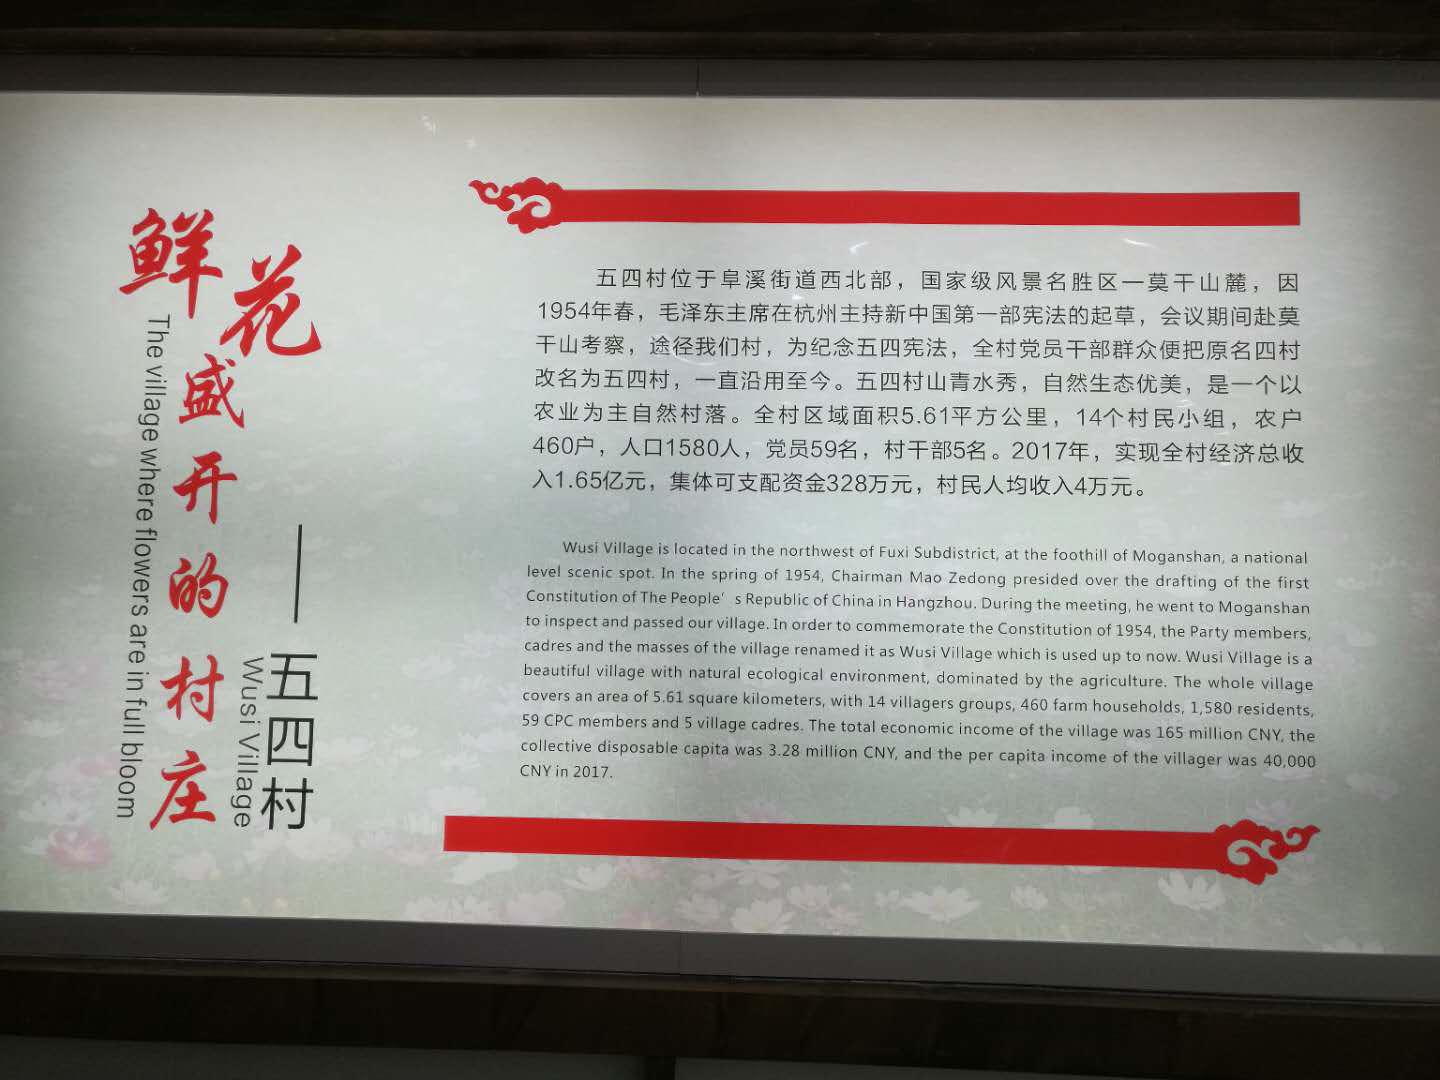 鲜花盛开的村庄
The village where flowers are in full bloom
——五四村
Wusi Village
五四村位于阜溪街道西北部，国家级风景名胜区一莫干山麓，因
1954年春，毛泽东主席在杭州主持新中国第一部宪法的起草，会议期间赴莫
干山考察，途径我们村，为纪念五四宪法，全村党员干部群众便把原名四村
改名为五四村，一直沿用至今。五四村山青水秀，自然生态优美，是一个以
农业为主自然村落。全村区域面积5.61平方公里，14个村民小组，农户
460户，人口1580人，党员59名，村干部5名。2017年，实现全村经济总收
入1.65亿元，集体可支配资金328万元，村民人均收入4万元。
Wusi Village is located in the northwest of Fuxi Subdistrict, at the foothill of Moganshan, a national
level scenic spot. In the spring of 1954, Chairman Mao Zedong presided over the drafting of the first
Constitution of The People's Republic of China in Hangzhou. During the meeting, he went to Moganshan
to inspect and passed our village. In order to commemorate the Constitution of 1954, the Party members,
cadres and the masses of the village renamed it as Wusi Village which is used up to now. Wusi Village is a
beautiful village with natural ecological environment, dominated by the agriculture. The whole village
covers an area of 5.61 square kilometers, with 14 villagers groups, 460 farm households, 1,580 residents,
59 CPC members and 5 village cadres. The total economic income of the village was 165 million CNY, the
collective disposable capita was 3.28 million CNY, and the per capita income of the villager was 40,000
CNY in 2017.